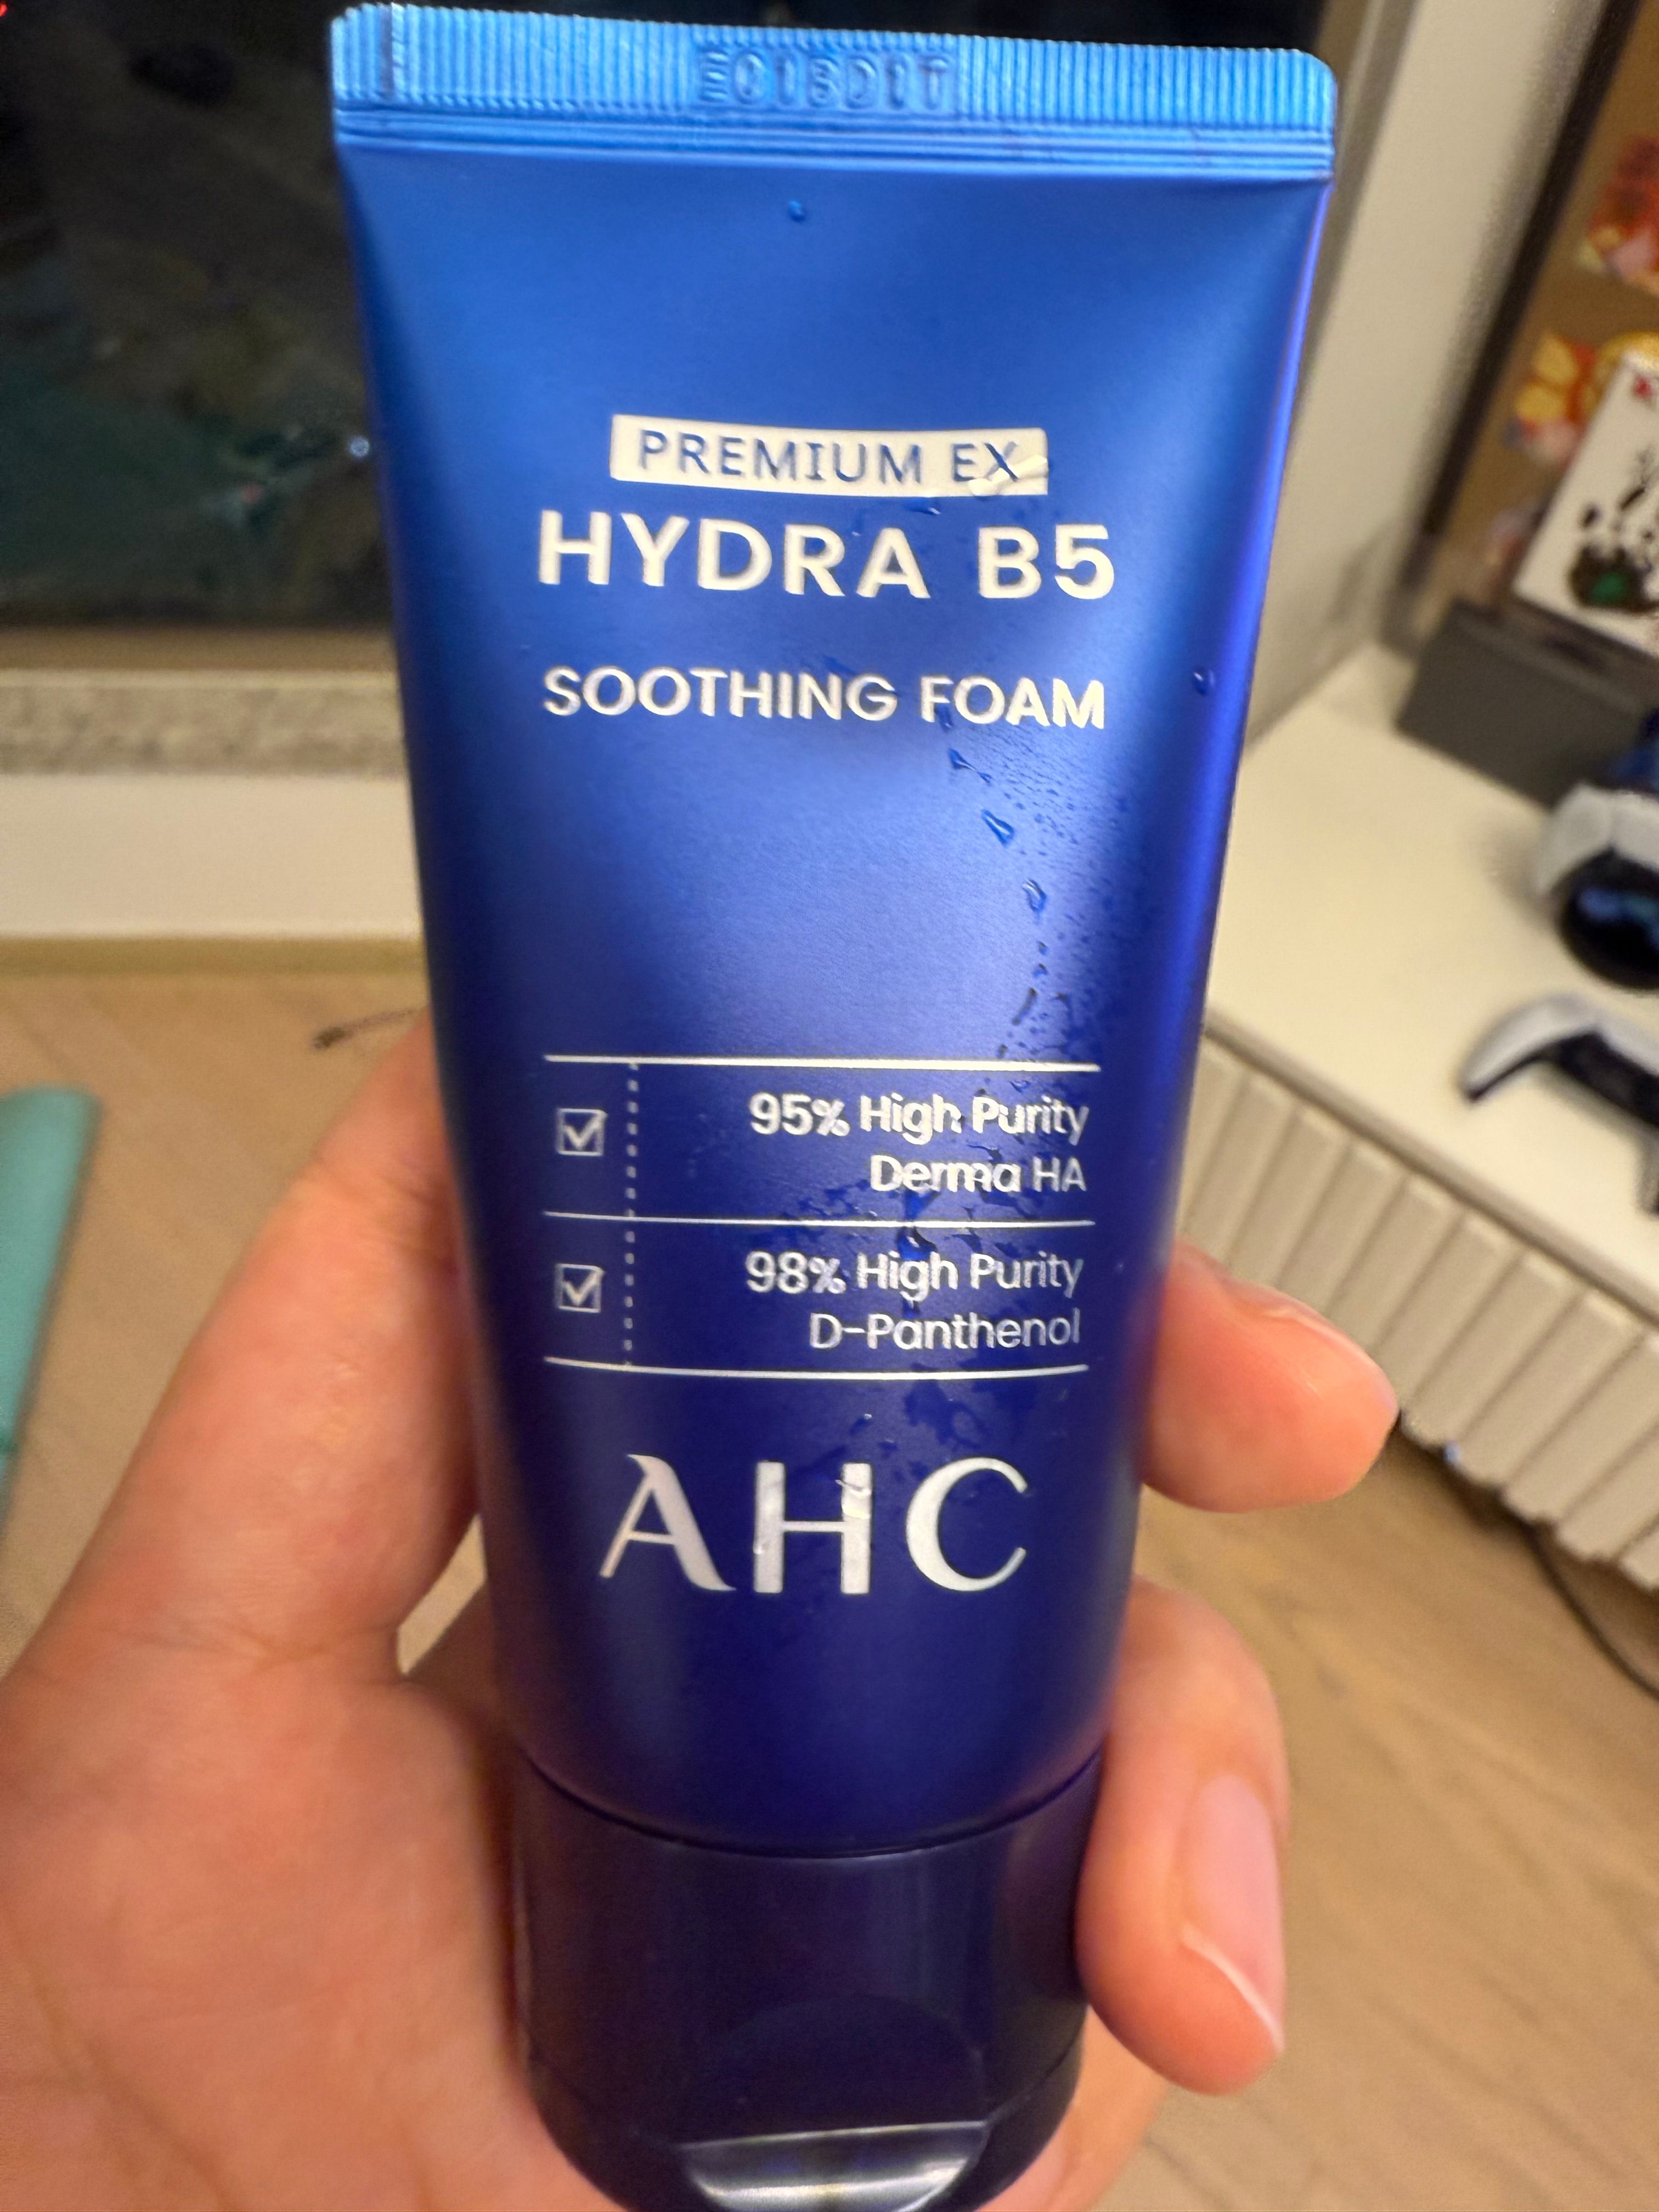 PREMIUM EX
HYDRA B5
SOOTHING FOAM
95% High Purity
Derma HA
98% High Purity
D-Panthenol
AHC